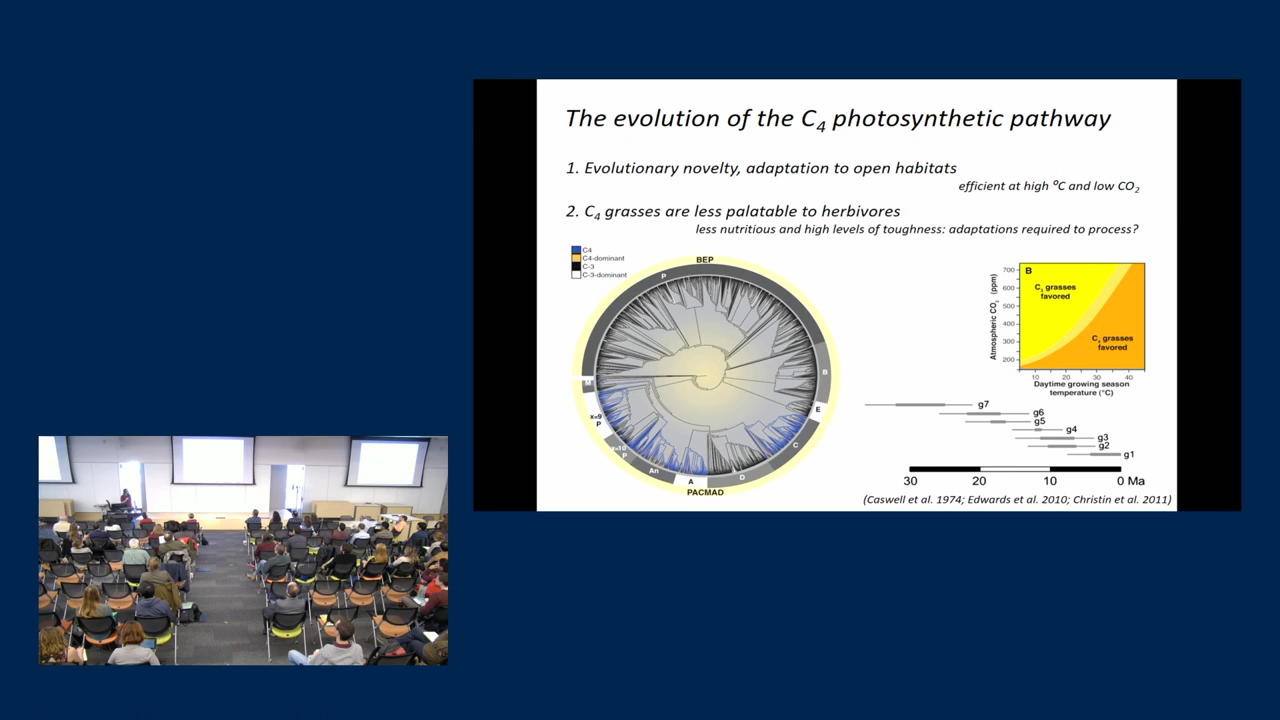 The evolution of the C4 photosynthetic pathway
1. Evolutionary novelty, adaptation to open habitats
efficient at high ⁰C and low CO2
2. C4 grasses are less palatable to herbivores
less nutritious and high levels of toughness: adaptations required to process?
C4
C4-dominant
C-3
C-3-dominant
BEP
P
B
E
C
D
A
An
x=10
P
x=9
P
M
PACMAD
B
C3 grasses
favored
C4 grasses
favored
Atmospheric CO2 (ppm)
700
600
500
400
300
200
10 20 30 40
Daytime growing season
temperature (°C)
g7
g6
g5
g4
g3
g2
g1
30 20 10 0 Ma
(Caswell et al. 1974; Edwards et al. 2010; Christin et al. 2011)